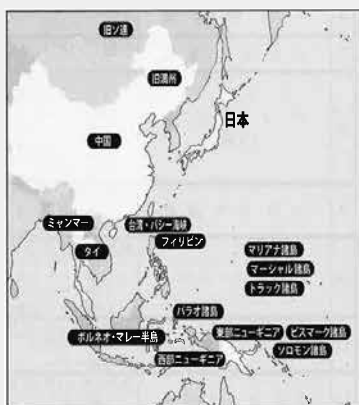 旧ソ連
旧満州
日本
中国
ミャンマー
台湾・バシー海峡
フィリピン
タイ
マリアナ諸島
マーシャル諸島
トラック諸島
パラオ諸島
東部ニューギニア
ビスマーク諸島
ボルネオ・マレー半島
ソロモン諸島
西部ニューギニア